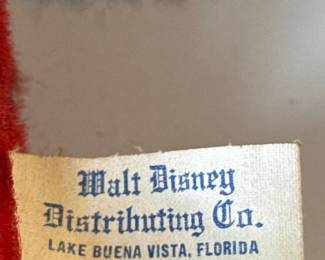 Walt Disney
Distributing Co.
LAKE BUENA VISTA, FLORIDA